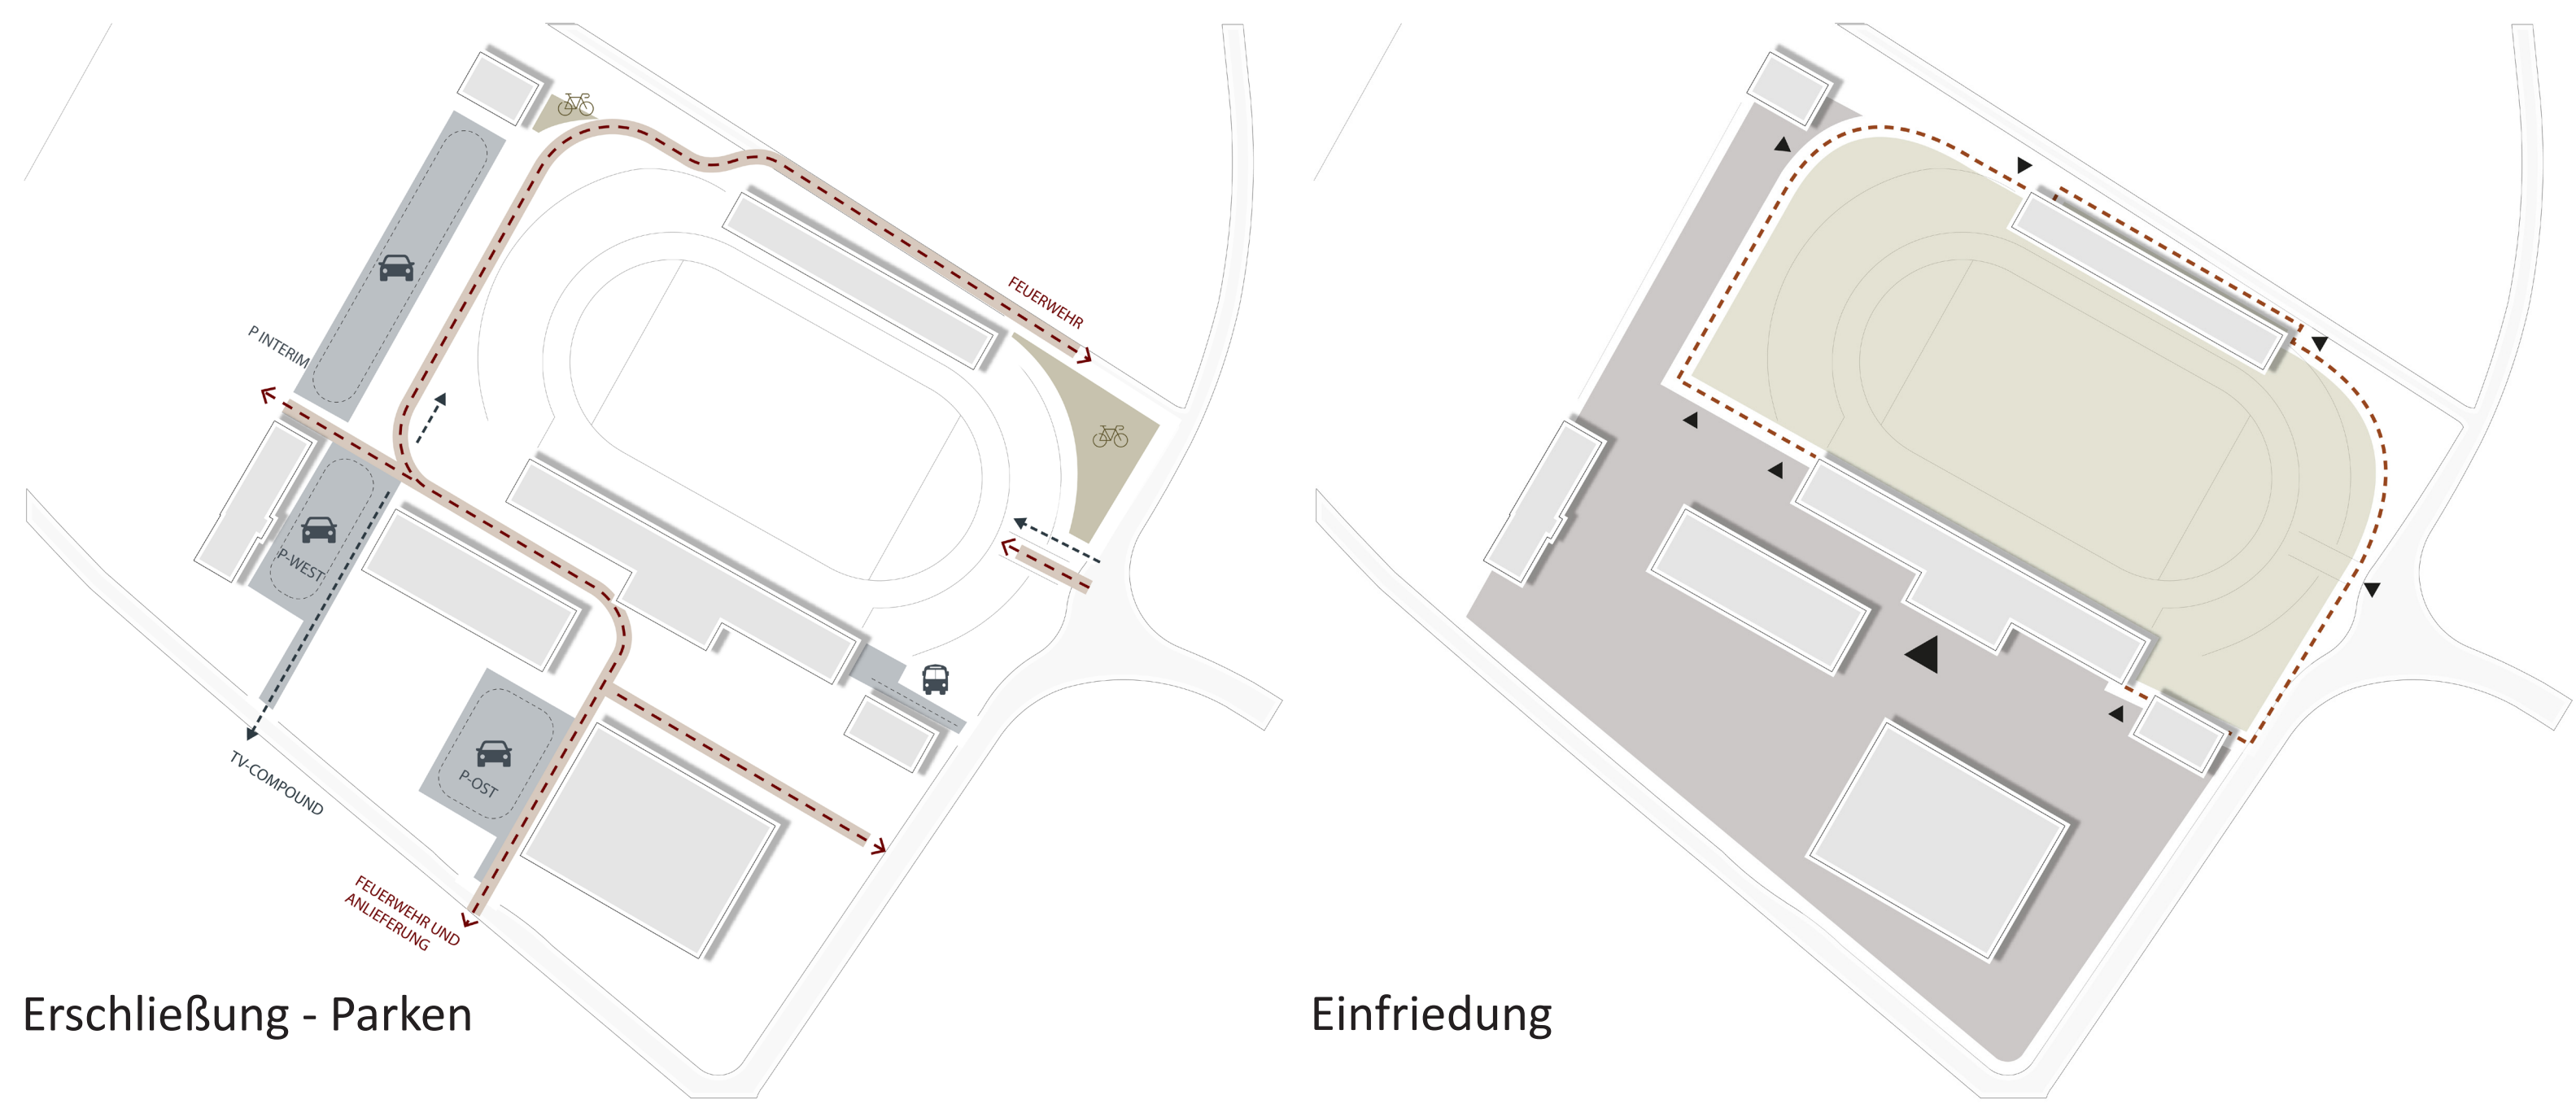 FEUERWEHR
P INTERIM
P-WEST
TV-COMPOUND
P-OST
FEUERWEHR UND
ANLIEFERUNG
Erschließung - Parken
Einfriedung